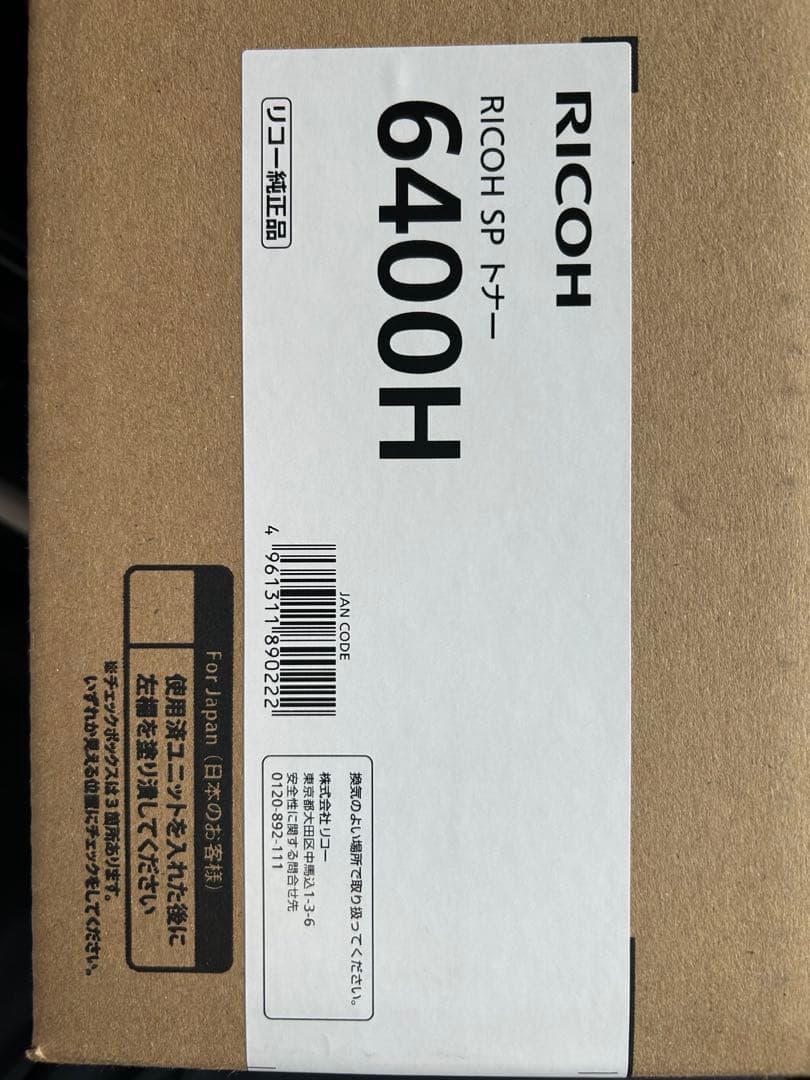 RICOH
RICOH SP トナー
6400H
リコー純正品
JAN CODE
4 961311 890222
換気のよい場所で取り扱ってください。
株式会社リコー
東京都大田区中馬込1-3-6
安全性に関する問合せ先
0120-892-111
For Japan (日本のお客様)
使用済ユニットを入れた後に
左欄を塗り潰してください
※チェックボックスは3箇所あります。
いずれか見える位置にチェックをしてください。